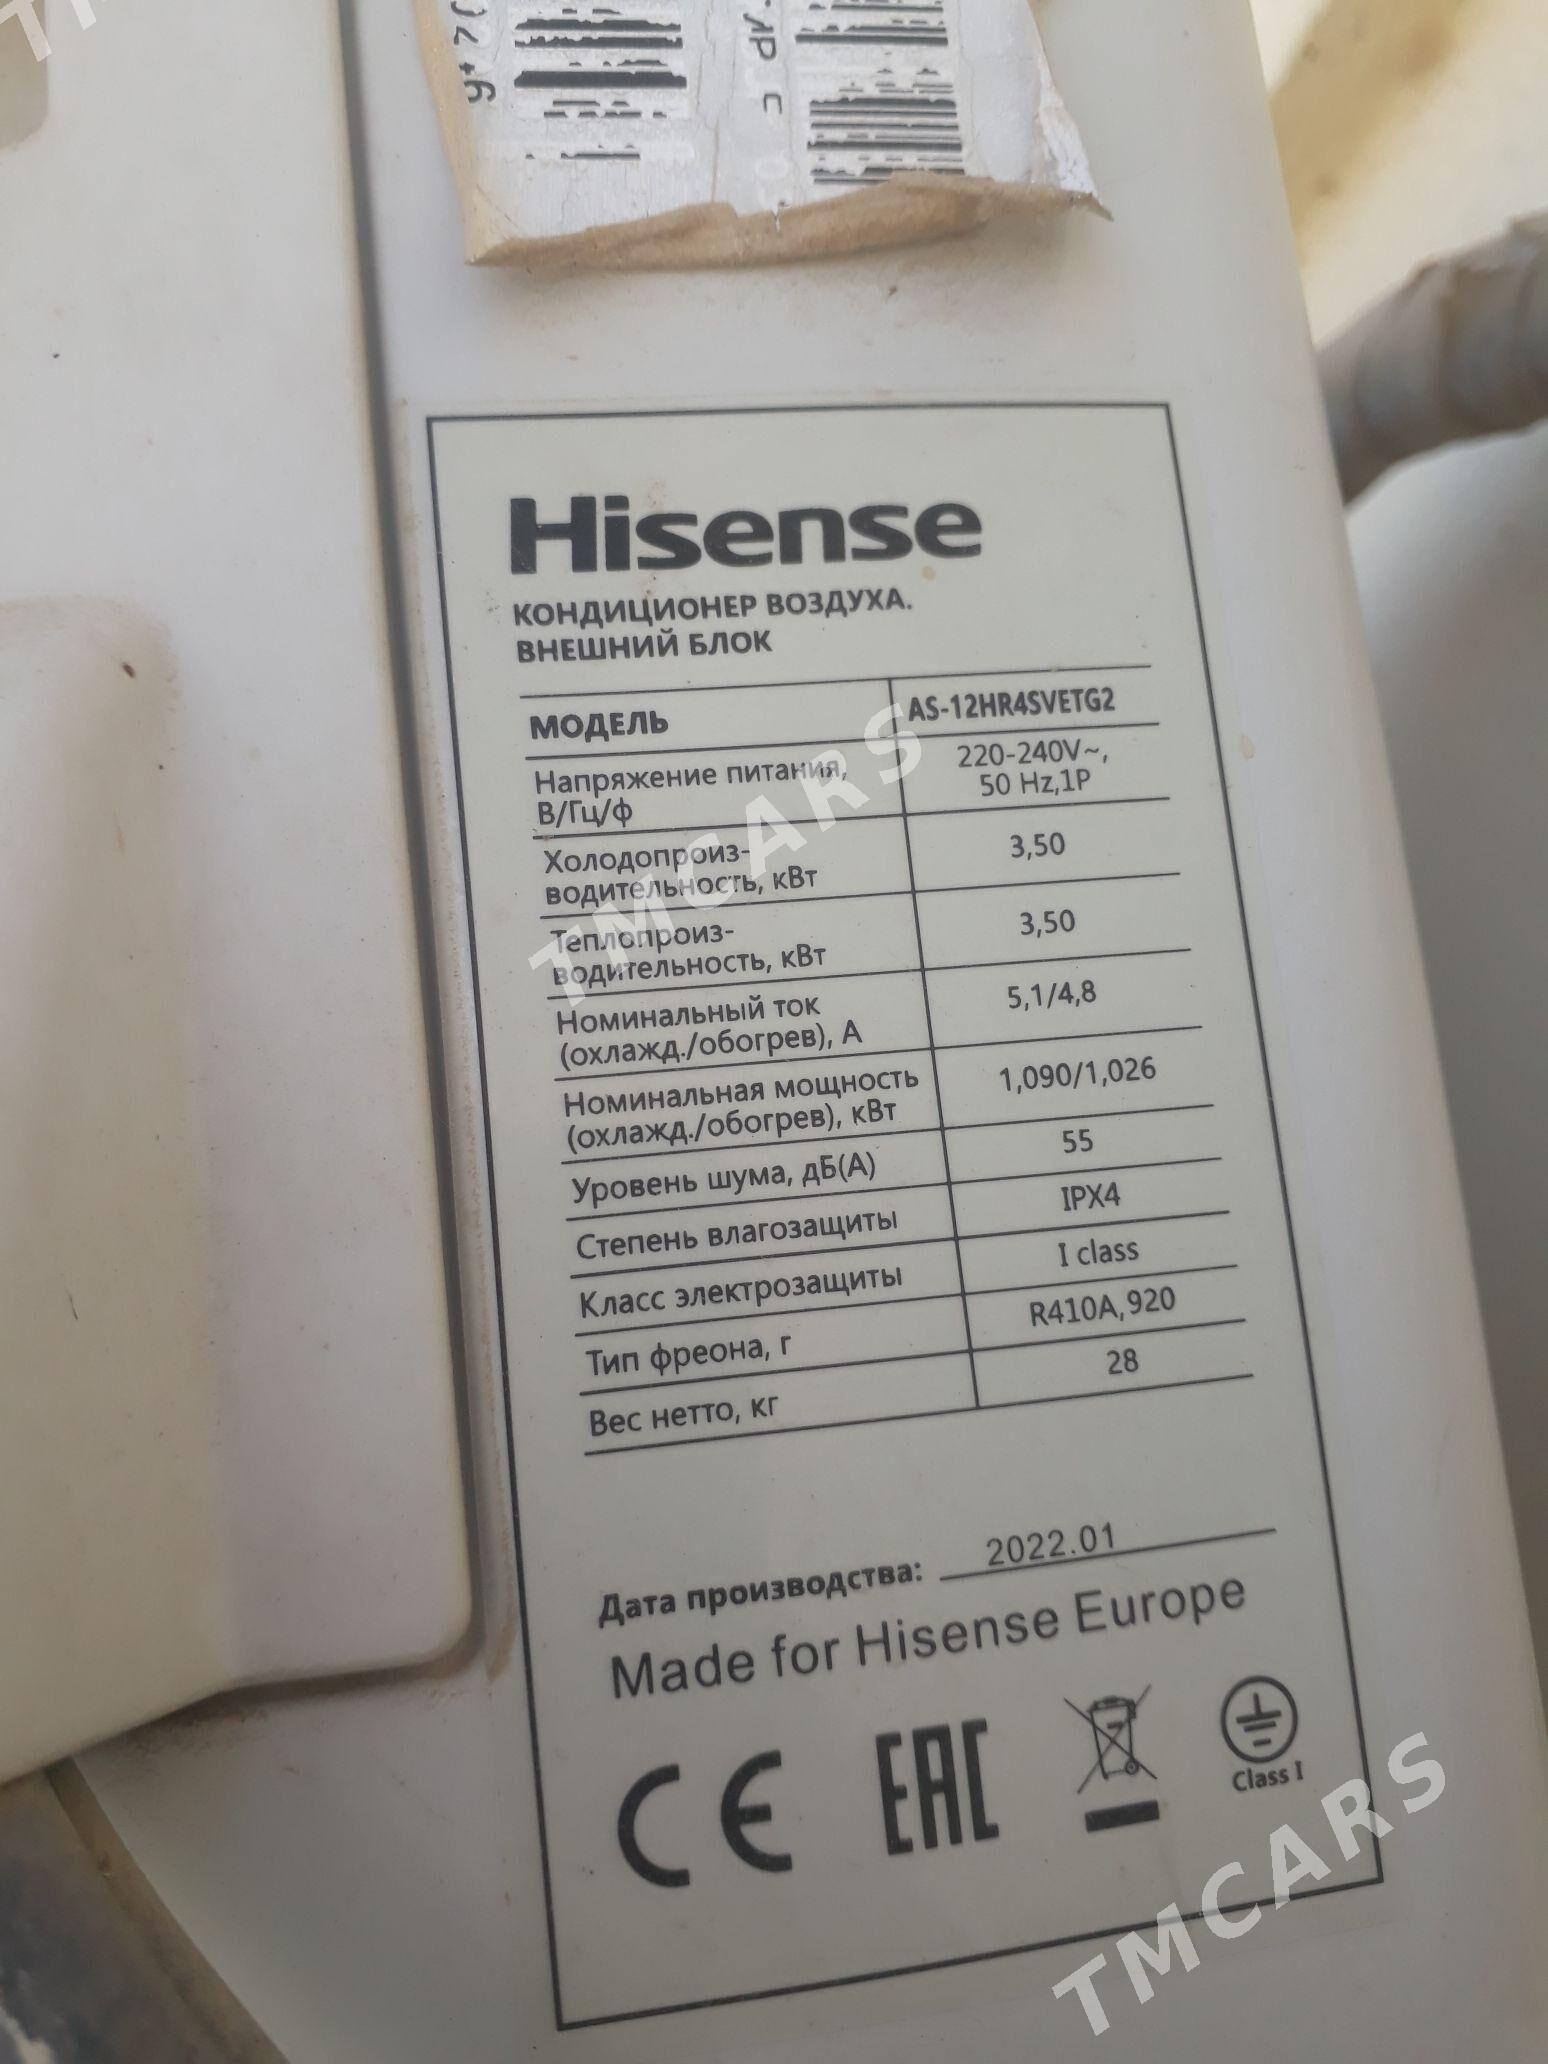 Hisense
КОНДИЦИОНЕР ВОЗДУХА.
ВНЕШНИЙ БЛОК
МОДЕЛЬ AS-12HR4SVETG2
Напряжение питания, В/Гц/ф 220-240V~, 50 Hz,1P
Холодопроиз-
водительность, кВт 3,50
Теплопроиз-
водительность, кВт 3,50
Номинальный ток
(охлажд./обогрев), А 5,1/4,8
Номинальная мощность
(охлажд./обогрев), кВт 1,090/1,026
Уровень шума, дБ(А) 55
Степень влагозащиты IPX4
Класс электрозащиты I class
Тип фреона, г R410A,920
Вес нетто, кг 28
Дата производства: 2022.01
Made for Hisense Europe
CE EAC
Class I
TMCARS
TMCARS